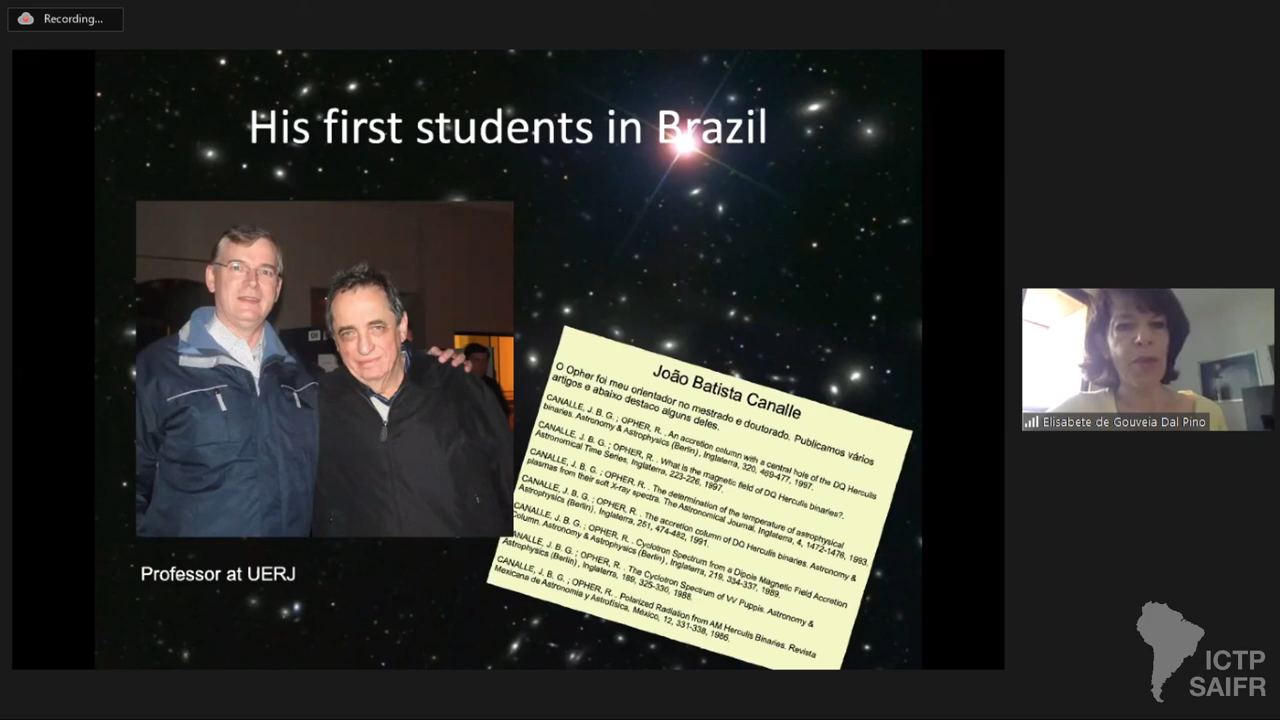 Recording...
His first students in Brazil
João Batista Canalle
O Opher foi meu orientador no mestrado e doutorado. Publicamos vários
artigos e abaixo destaco alguns deles.
CANALLE, J. B. G. ; OPHER, R. . An accretion column with a central hole of the DQ Herculis
binaries. Astronomy & Astrophysics (Berlin), Inglaterra, 320, 469-477, 1997.
CANALLE, J. B. G. ; OPHER, R. . What is the magnetic field of DQ Herculis binaries?.
Astronomical Time Series, Inglaterra, 223-226, 1997.
CANALLE, J. B. G. ; OPHER, R. . The determination of the temperature of astrophysical
plasmas from their soft X-ray spectra. The Astronomical Journal, Inglaterra, 4, 1472-1476, 1993.
CANALLE, J. B. G. ; OPHER, R. . The accretion column of DQ Herculis binaries. Astronomy &
Astrophysics (Berlin), Inglaterra, 251, 474-482, 1991.
CANALLE, J. B. G. ; OPHER, R. . Cyclotron Spectrum from a Dipole Magnetic Field Accretion
Column. Astronomy & Astrophysics (Berlin), Inglaterra, 219, 334-337, 1989.
CANALLE, J. B. G. ; OPHER, R. . The Cyclotron Spectrum of VV Puppis. Astronomy &
Astrophysics (Berlin), Inglaterra, 189, 325-330, 1988.
CANALLE, J. B. G. ; OPHER, R. . Polarized Radiation from AM Herculis Binaries. Revista
Mexicana de Astronomia y Astrofísica, México, 12, 331-338, 1986.
Professor at UERJ
Elisabete de Gouveia Dal Pino
ICTP
SAIFR